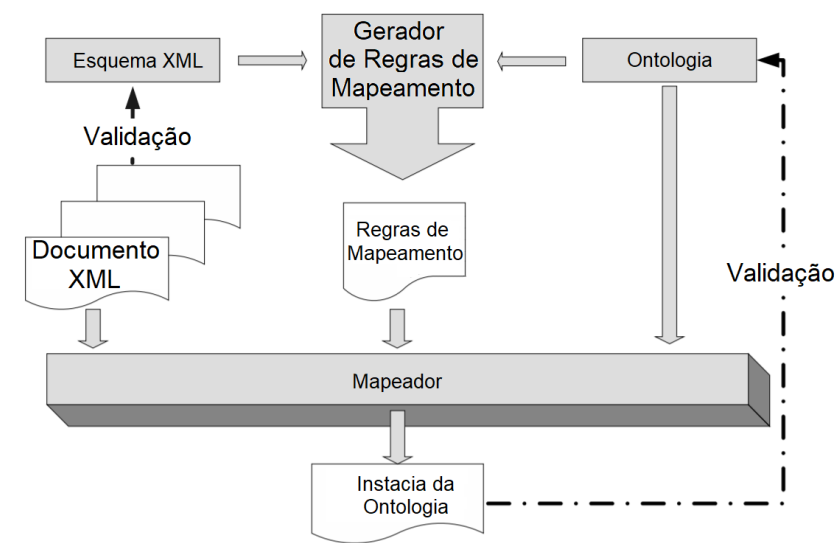 Gerador
de Regras de
Mapeamento
Esquema XML
Ontologia
Validação
Documento
XML
Regras de
Mapeamento
Validação
Mapeador
Instacia da
Ontologia